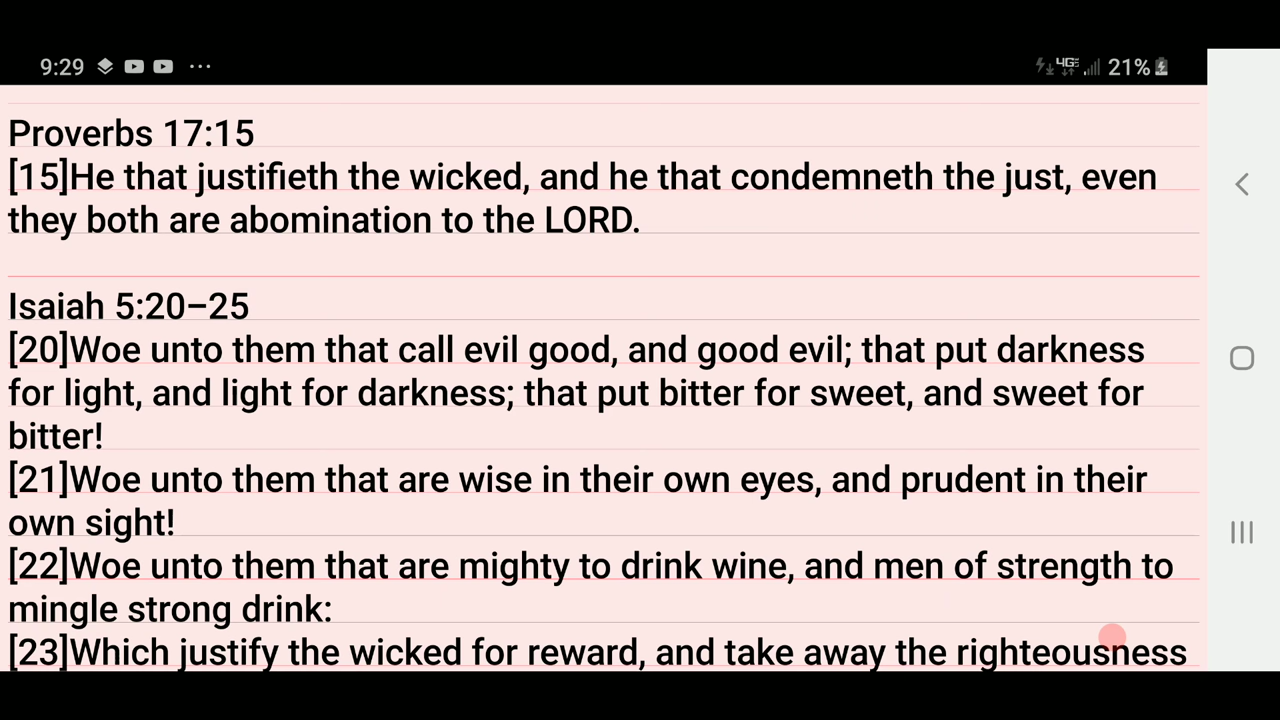 9:29 ... 4GE 21%
Proverbs 17:15
[15]He that justifieth the wicked, and he that condemneth the just, even
they both are abomination to the LORD.
Isaiah 5:20–25
[20]Woe unto them that call evil good, and good evil; that put darkness
for light, and light for darkness; that put bitter for sweet, and sweet for
bitter!
[21]Woe unto them that are wise in their own eyes, and prudent in their
own sight!
[22]Woe unto them that are mighty to drink wine, and men of strength to
mingle strong drink:
[23]Which justify the wicked for reward, and take away the righteousness